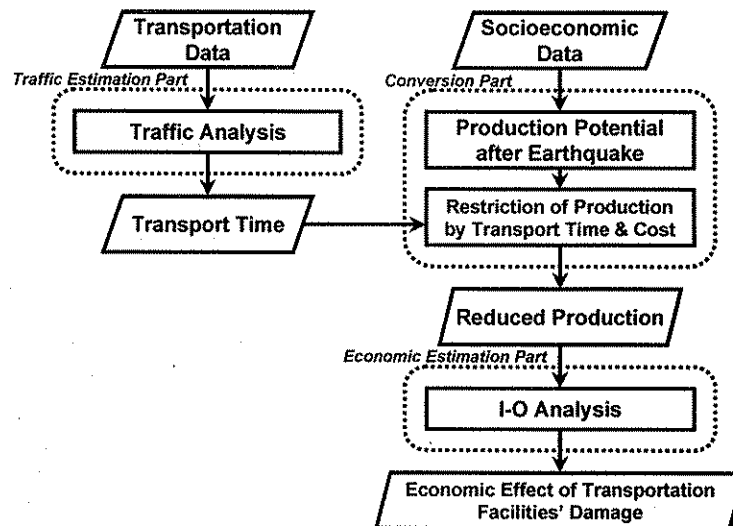 Transportation
Data
Socioeconomic
Data
Traffic Estimation Part
Conversion Part
Traffic Analysis
Production Potential
after Earthquake
Transport Time
Restriction of Production
by Transport Time & Cost
Reduced Production
Economic Estimation Part
I-O Analysis
Economic Effect of Transportation
Facilities' Damage